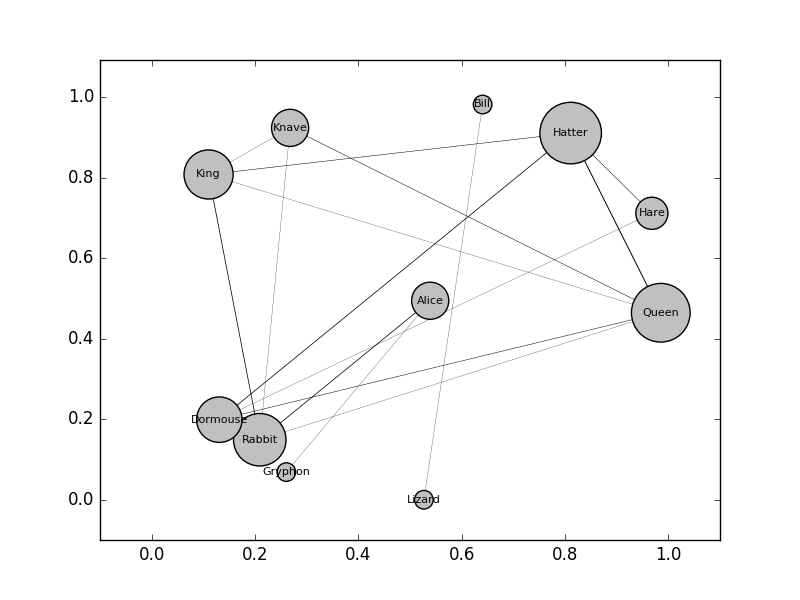 1.0
0.8
0.6
0.4
0.2
0.0
Bill
Knave
Hatter
King
Hare
Alice
Queen
Dormouse
Rabbit
Gryphon
Lizard
0.0 0.2 0.4 0.6 0.8 1.0